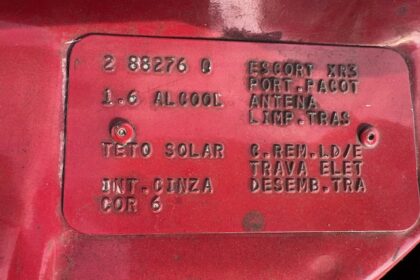 2 88276 Q
1.6 ALCOOL
TETO SOLAR
INT.CINZA
COR 6
ESCORT XR3
PORT.PACOT
ANTENA
LIMP.TRAS
C.REM.LD/E
TRAVA ELET
DESEMB.TRA